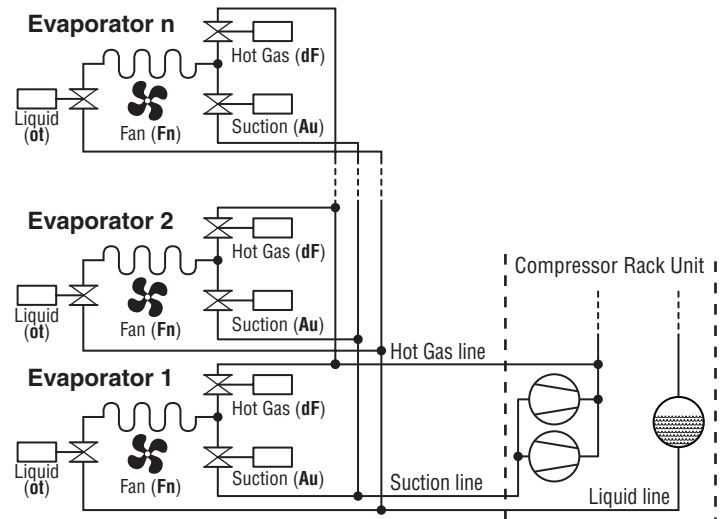 Evaporator n
Hot Gas (dF)
Liquid
(ot)
Fan (Fn)
Suction (Au)
Evaporator 2
Hot Gas (dF)
Liquid
(ot)
Fan (Fn)
Suction (Au)
Compressor Rack Unit
Hot Gas line
Evaporator 1
Hot Gas (dF)
Liquid
(ot)
Fan (Fn)
Suction (Au)
Suction line
Liquid line